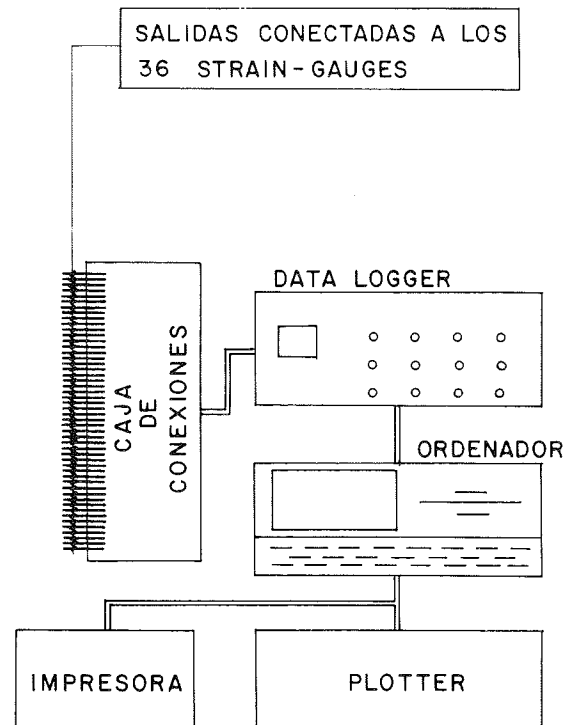 SALIDAS CONECTADAS A LOS
36 STRAIN-GAUGES
DATA LOGGER
CAJA
DE
CONEXIONES
ORDENADOR
IMPRESORA
PLOTTER